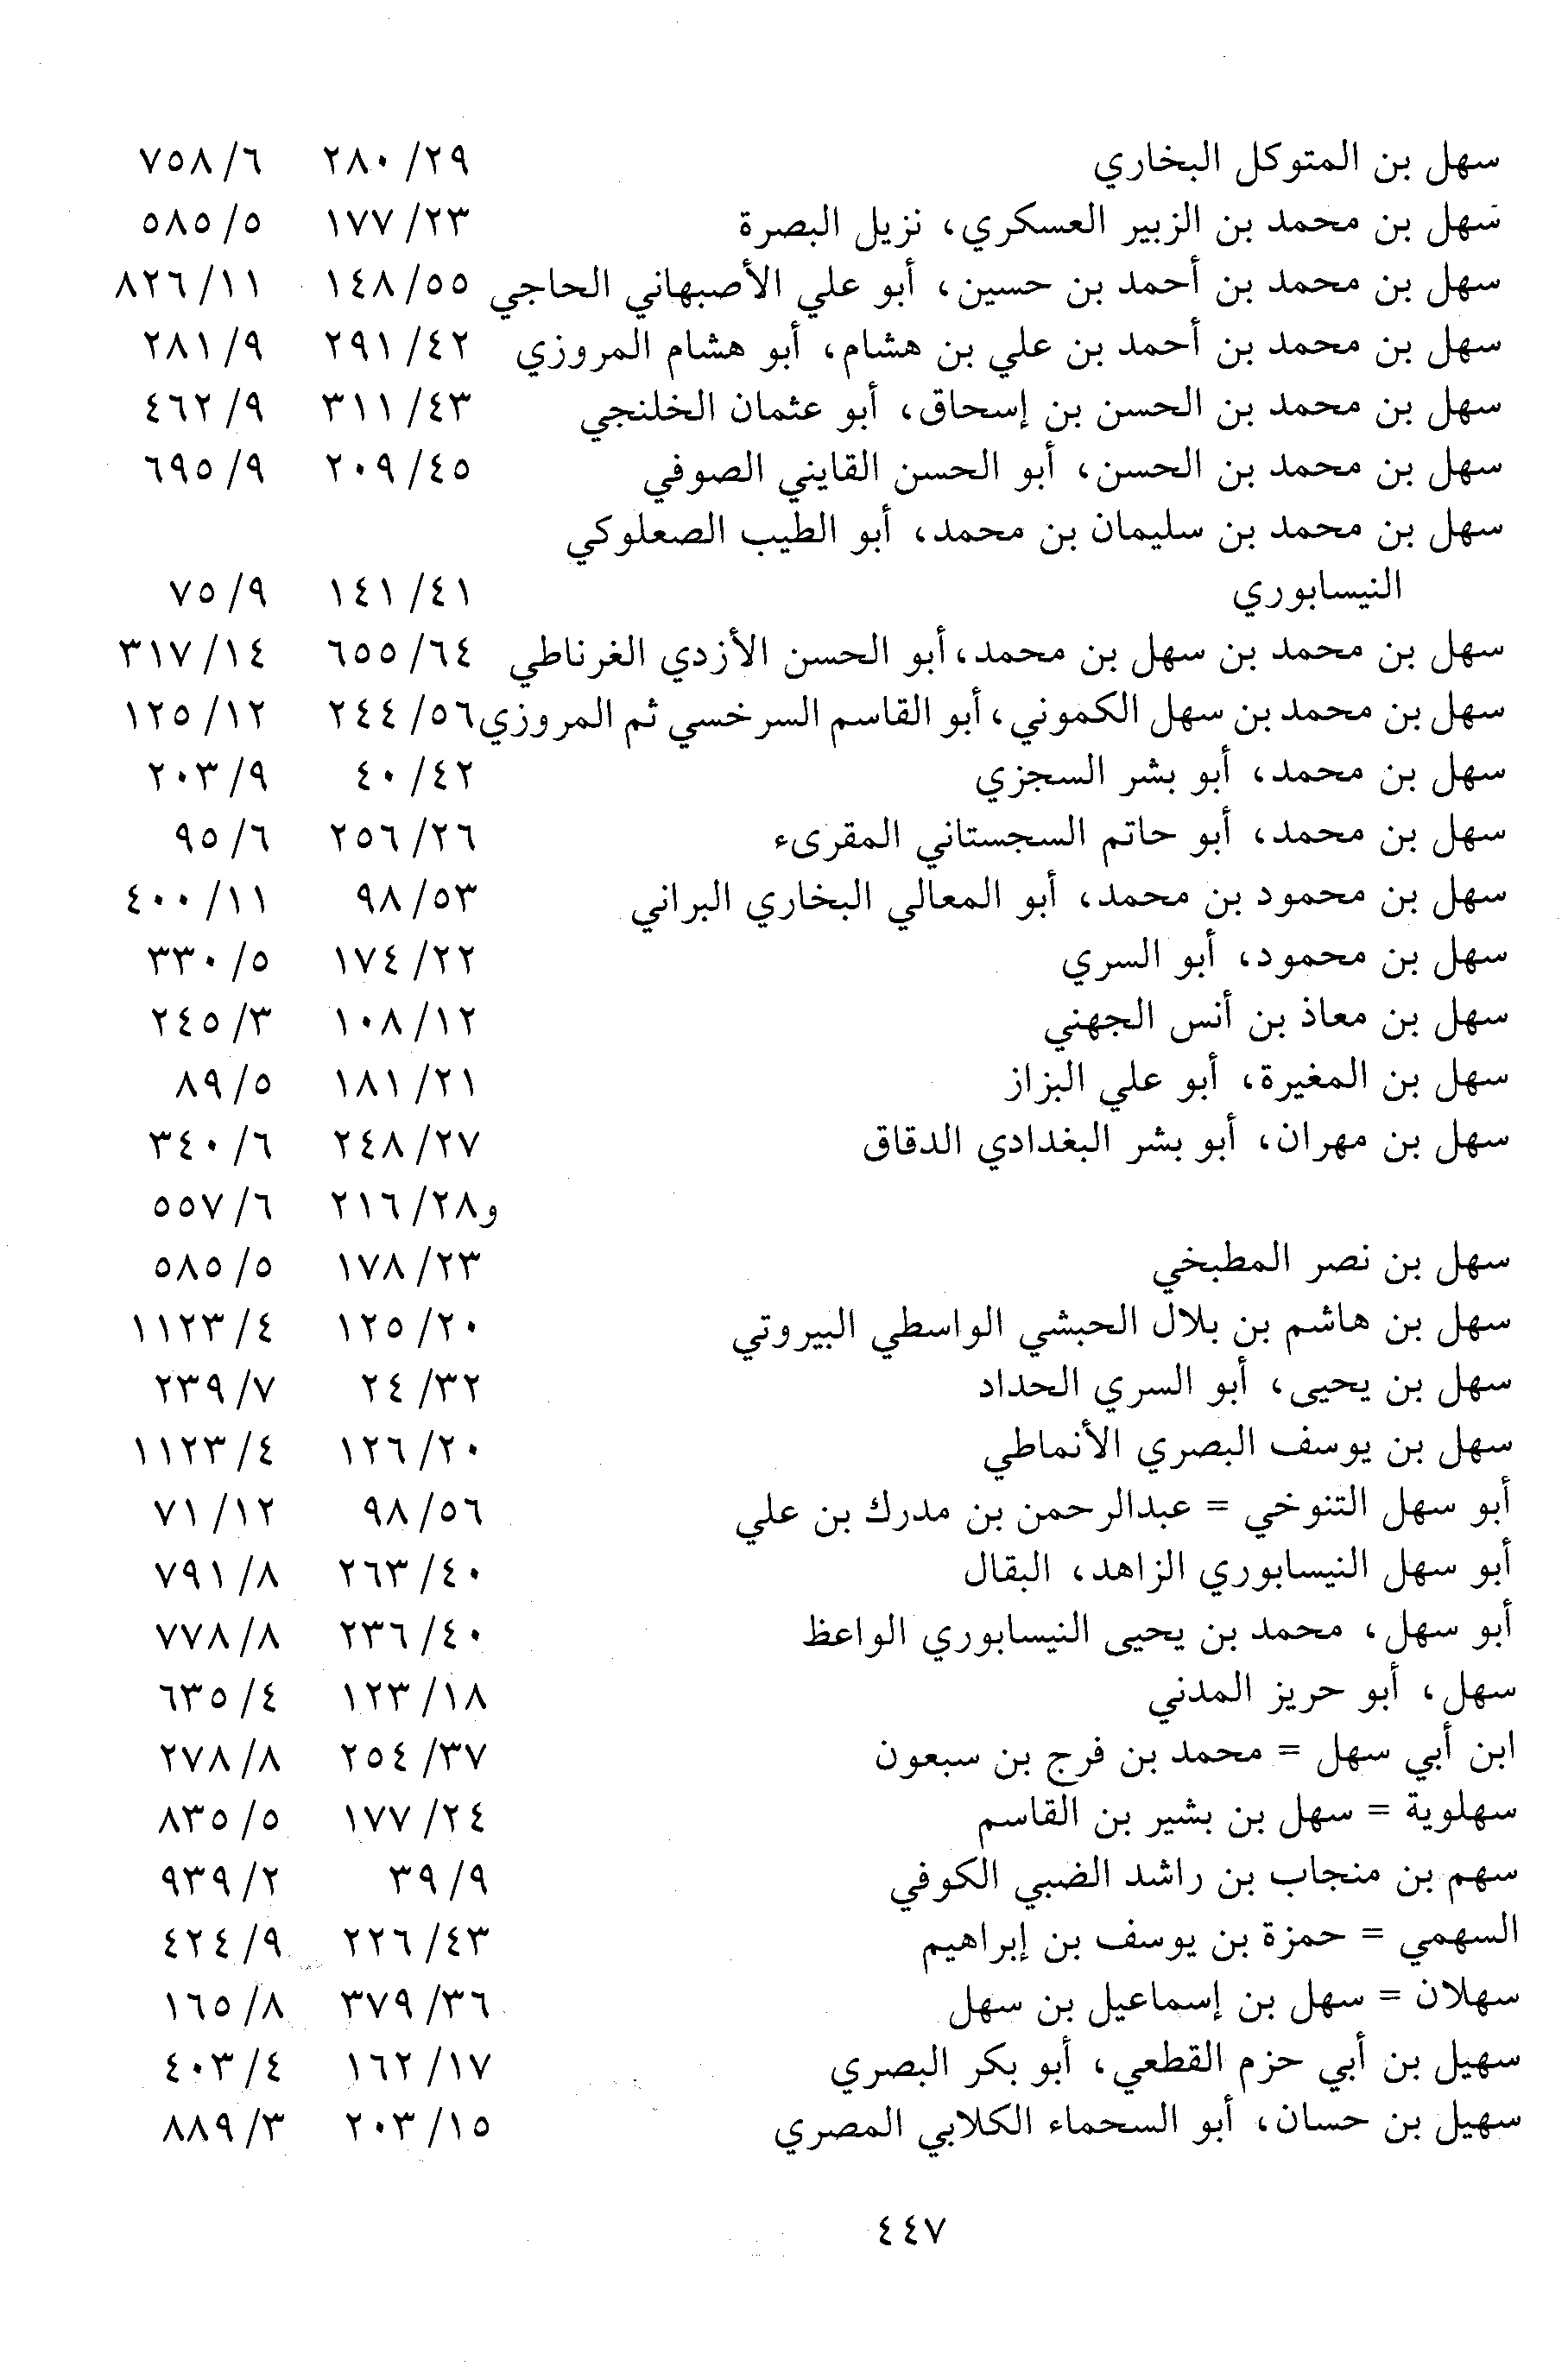 سهل بن المتوكل البخاري ٢٩/ ٢٨٠ ٦/ ٧٥٨
سهل بن محمد بن الزبير العسكري، نزيل البصرة ٢٣/ ١٧٧ ٥/ ٥٨٥
سهل بن محمد بن أحمد بن حسين، أبو علي الأصبهاني الحاجي ٥٥/ ١٤٨ ١١/ ٨٢٦
سهل بن محمد بن أحمد بن علي بن هشام، أبو هشام المروزي ٤٢/ ٢٩١ ٩/ ٢٨١
سهل بن محمد بن الحسن بن إسحاق، أبو عثمان الخلنجي ٤٣/ ٣١١ ٩/ ٤٦٢
سهل بن محمد بن الحسن، أبو الحسن القايني الصوفي ٤٥/ ٢٠٩ ٩/ ٦٩٥
سهل بن محمد بن سليمان بن محمد، أبو الطيب الصعلوكي
النيسابوري ٤١/ ١٤١ ٩/ ٧٥
سهل بن محمد بن سهل بن محمد، أبو الحسن الأزدي الغرناطي ٦٤/ ٦٥٥ ١٤/ ٣١٧
سهل بن محمد بن سهل الكموني، أبو القاسم السرخسي ثم المروزي ٥٦/ ٢٤٤ ١٢/ ١٢٥
سهل بن محمد، أبو بشر السجزي ٤٢/ ٤٠ ٩/ ٢٠٣
سهل بن محمد، أبو حاتم السجستاني المقرىء ٢٦/ ٢٥٦ ٦/ ٩٥
سهل بن محمود بن محمد، أبو المعالي البخاري البراني ٥٣/ ٩٨ ١١/ ٤٠٠
سهل بن محمود، أبو السري ٢٢/ ١٧٤ ٥/ ٣٣٠
سهل بن معاذ بن أنس الجهني ١٢/ ١٠٨ ٣/ ٢٤٥
سهل بن المغيرة، أبو علي البزاز ٢١/ ١٨١ ٥/ ٨٩
سهل بن مهران، أبو بشر البغدادي الدقاق ٢٧/ ٢٤٨ ٦/ ٣٤٠
و٢٨/ ٢١٦ ٦/ ٥٥٧
سهل بن نصر المطبخي ٢٣/ ١٧٨ ٥/ ٥٨٥
سهل بن هاشم بن بلال الحبشي الواسطي البيروتي ٢٠/ ١٢٥ ٤/ ١١٢٣
سهل بن يحيى، أبو السري الحداد ٣٢/ ٢٤ ٧/ ٢٣٩
سهل بن يوسف البصري الأنماطي ٢٠/ ١٢٦ ٤/ ١١٢٣
أبو سهل التنوخي = عبدالرحمن بن مدرك بن علي ٥٦/ ٩٨ ١٢/ ٧١
أبو سهل النيسابوري الزاهد، البقال ٤٠/ ٢٦٣ ٨/ ٧٩١
أبو سهل، محمد بن يحيى النيسابوري الواعظ ٤٠/ ٢٣٦ ٨/ ٧٧٨
سهل، أبو حريز المدني ١٨/ ١٢٣ ٤/ ٦٣٥
ابن أبي سهل = محمد بن فرج بن سبعون ٣٧/ ٢٥٤ ٨/ ٢٧٨
سهلوية = سهل بن بشير بن القاسم ٢٤/ ١٧٧ ٥/ ٨٣٥
سهم بن منجاب بن راشد الضبي الكوفي ٩/ ٣٩ ٢/ ٩٣٩
السهمي = حمزة بن يوسف بن إبراهيم ٤٣/ ٢٢٦ ٩/ ٤٢٤
سهلان = سهل بن إسماعيل بن سهل ٣٦/ ٣٧٩ ٨/ ١٦٥
سهيل بن أبي حزم القطعي، أبو بكر البصري ١٧/ ١٦٢ ٤/ ٤٠٣
سهيل بن حسان، أبو السحماء الكلابي المصري ١٥/ ٢٠٣ ٣/ ٨٨٩
٤٤٧